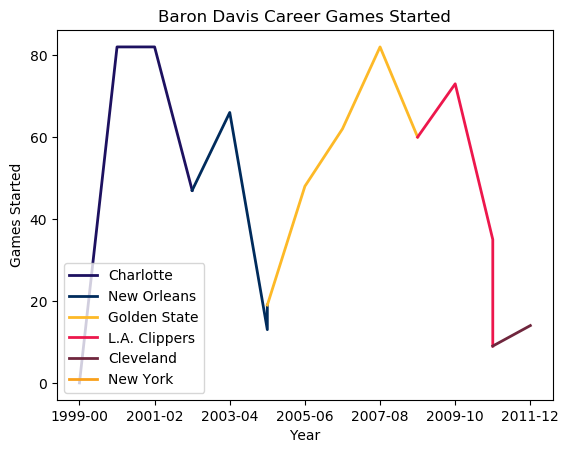 Baron Davis Career Games Started
Games Started
80
60
40
20
0
Charlotte
New Orleans
Golden State
L.A. Clippers
Cleveland
New York
1999-00 2001-02 2003-04 2005-06 2007-08 2009-10 2011-12
Year